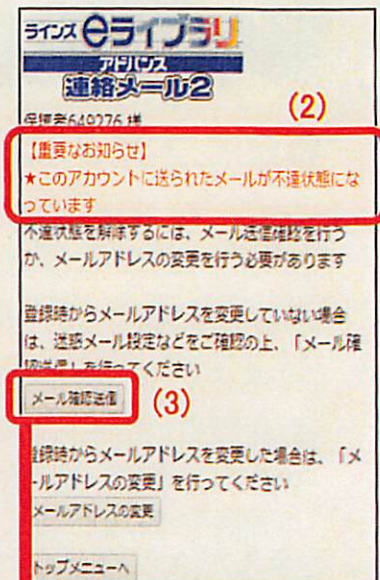 ラインズ eライブラリ
アドバンス
連絡メール2
(2)
保護者649276 様
【重要なお知らせ】
★このアカウントに送られたメールが不達状態にな
っています
不達状態を解除するには、メール送信確認を行う
か、メールアドレスの変更を行う必要があります
登録時からメールアドレスを変更していない場合
は、迷惑メール設定などをご確認の上、「メール確
認送信」を行ってください
メール確認送信
(3)
登録時からメールアドレスを変更した場合は、「メ
ールアドレスの変更」を行ってください
メールアドレスの変更
トップメニューへ